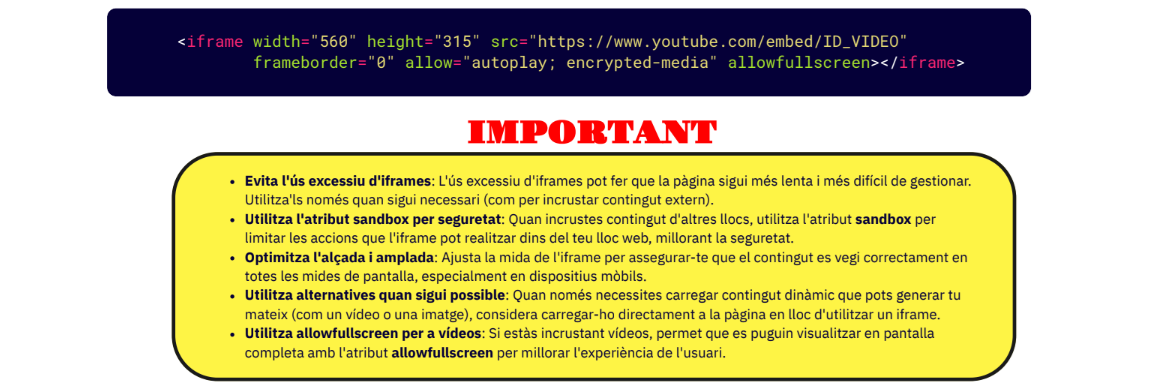 <iframe width="560" height="315" src="https://www.youtube.com/embed/ID_VIDEO"
frameborder="0" allow="autoplay; encrypted-media" allowfullscreen></iframe>
IMPORTANT
• Evita l'ús excessiu d'iframes: L'ús excessiu d'iframes pot fer que la pàgina sigui més lenta i més difícil de gestionar.
Utilitza'ls només quan sigui necessari (com per incrustar contingut extern).
• Utilitza l'atribut sandbox per seguretat: Quan incrustes contingut d'altres llocs, utilitza l'atribut sandbox per
limitar les accions que l'iframe pot realitzar dins del teu lloc web, millorant la seguretat.
• Optimitza l'alçada i amplada: Ajusta la mida de l'iframe per assegurar-te que el contingut es vegi correctament en
totes les mides de pantalla, especialment en dispositius mòbils.
• Utilitza alternatives quan sigui possible: Quan només necessites carregar contingut dinàmic que pots generar tu
mateix (com un vídeo o una imatge), considera carregar-ho directament a la pàgina en lloc d'utilitzar un iframe.
• Utilitza allowfullscreen per a vídeos: Si estàs incrustant vídeos, permet que es puguin visualitzar en pantalla
completa amb l'atribut allowfullscreen per millorar l'experiència de l'usuari.